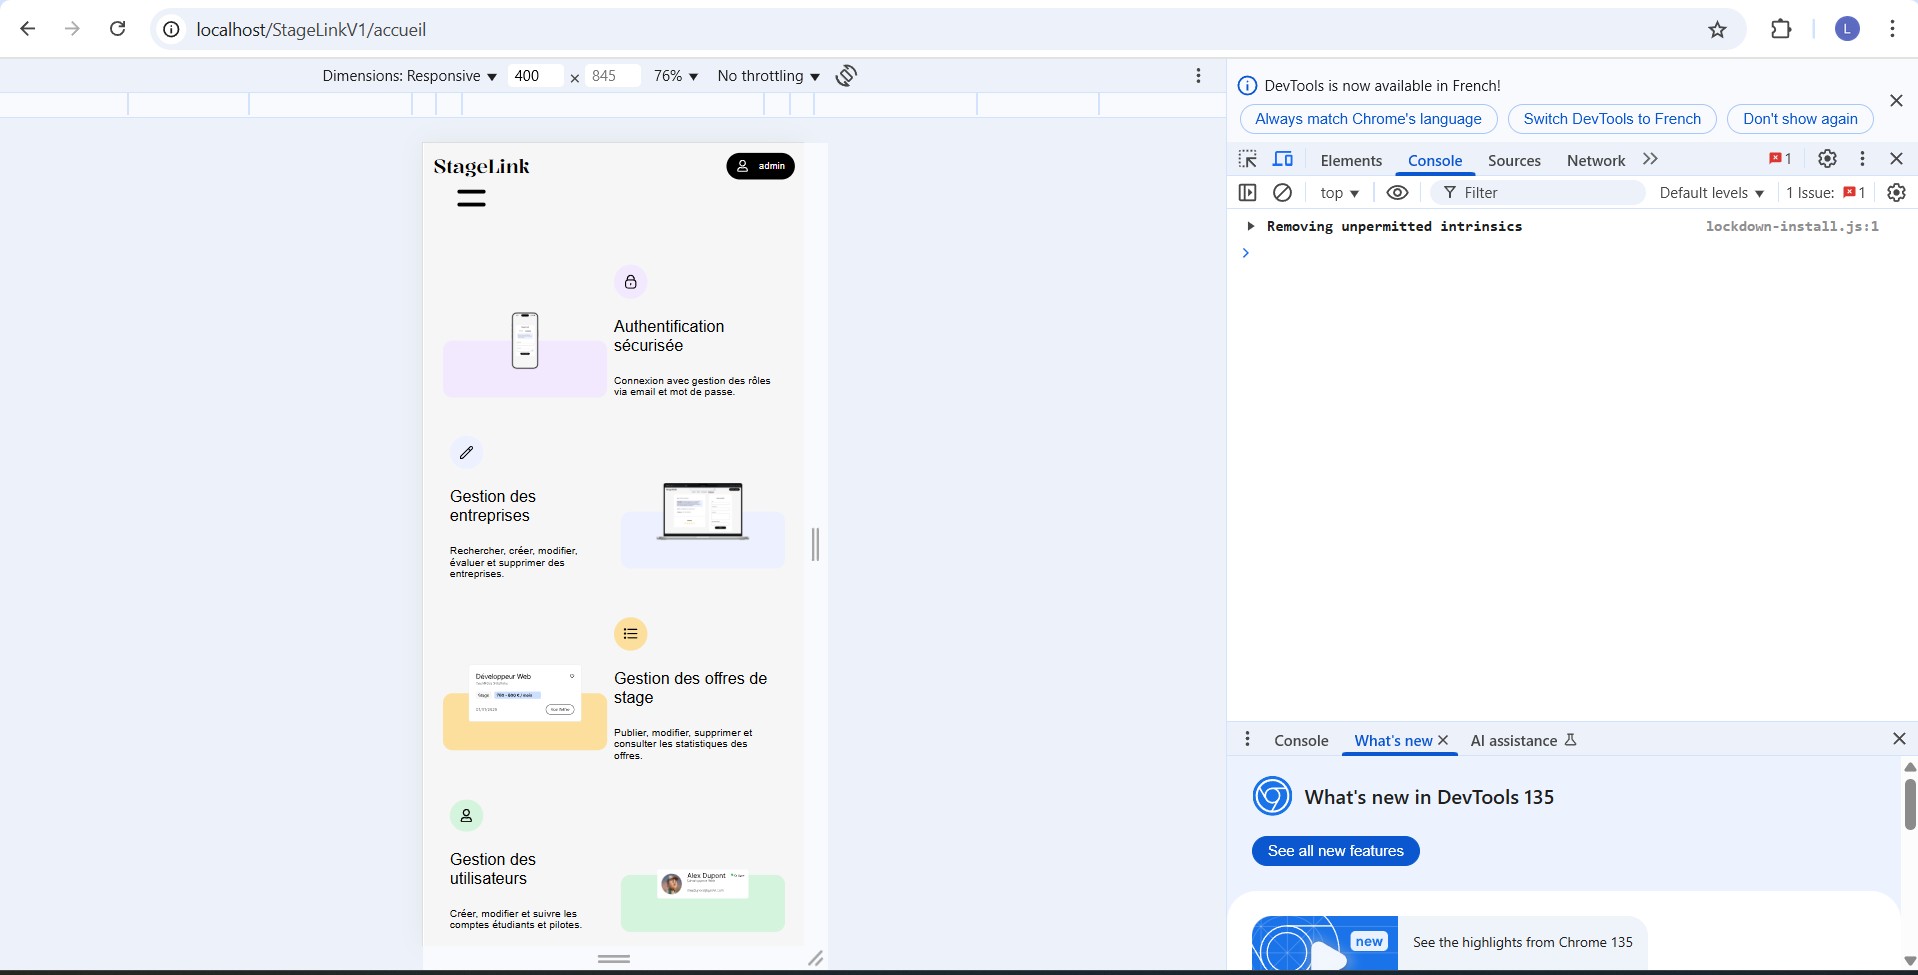 localhost/StageLinkV1/accueil
L
Dimensions: Responsive
400
×
845
76%
No throttling
DevTools is now available in French!
Always match Chrome's language
Switch DevTools to French
Don't show again
Elements
Console
Sources
Network
1
top
Filter
Default levels
1 Issue:
1
Removing unpermitted intrinsics
lockdown-install.js:1
StageLink
admin
Authentification
sécurisée
Connexion avec gestion des rôles
via email et mot de passe.
Gestion des
entreprises
Rechercher, créer, modifier,
évaluer et supprimer des
entreprises.
Développeur Web
Stage
700 - 800 € / mois
Gestion des offres de
stage
Publier, modifier, supprimer et
consulter les statistiques des
offres.
Gestion des
utilisateurs
Créer, modifier et suivre les
comptes étudiants et pilotes.
Alex Dupont
Console
What's new
AI assistance
What's new in DevTools 135
See all new features
new
See the highlights from Chrome 135